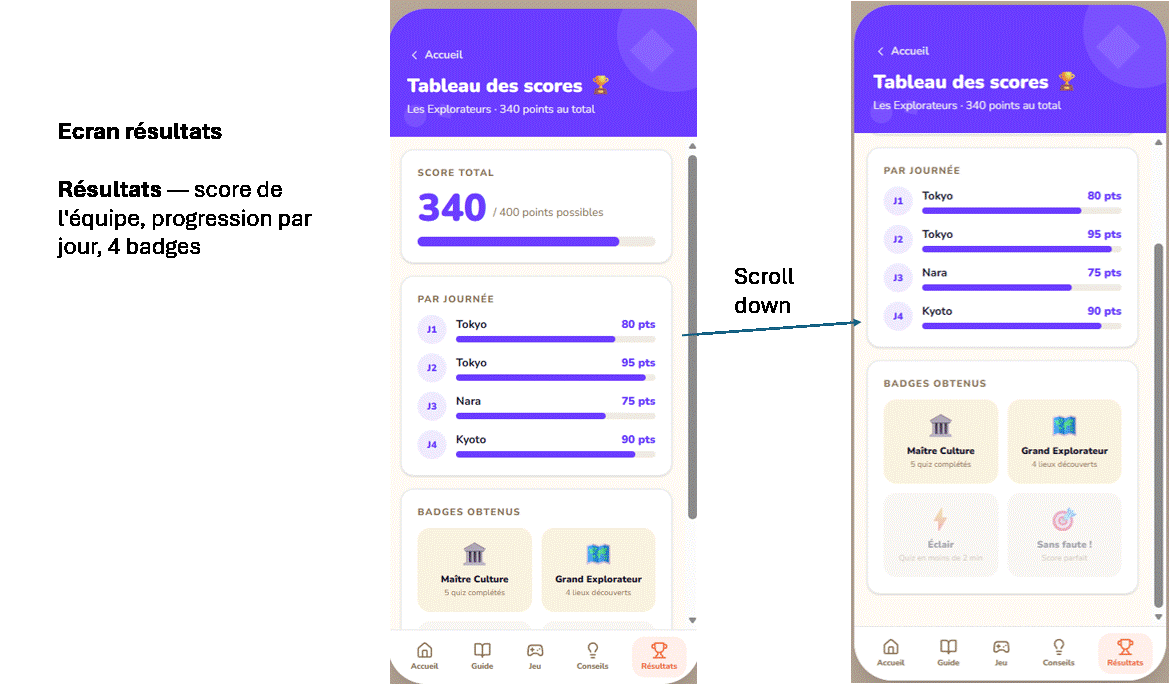 Ecran résultats
Résultats — score de
l'équipe, progression par
jour, 4 badges
Accueil
Tableau des scores
Les Explorateurs · 340 points au total
SCORE TOTAL
340 / 400 points possibles
PAR JOURNÉE
J1 Tokyo 80 pts
J2 Tokyo 95 pts
J3 Nara 75 pts
J4 Kyoto 90 pts
BADGES OBTENUS
Maître Culture
5 quiz complétés
Grand Explorateur
4 lieux découverts
Accueil Guide Jeu Conseils Résultats
Scroll
down
Accueil
Tableau des scores
Les Explorateurs · 340 points au total
PAR JOURNÉE
J1 Tokyo 80 pts
J2 Tokyo 95 pts
J3 Nara 75 pts
J4 Kyoto 90 pts
BADGES OBTENUS
Maître Culture
5 quiz complétés
Grand Explorateur
4 lieux découverts
Éclair
Quiz en moins de 2 min
Sans faute !
Score parfait
Accueil Guide Jeu Conseils Résultats